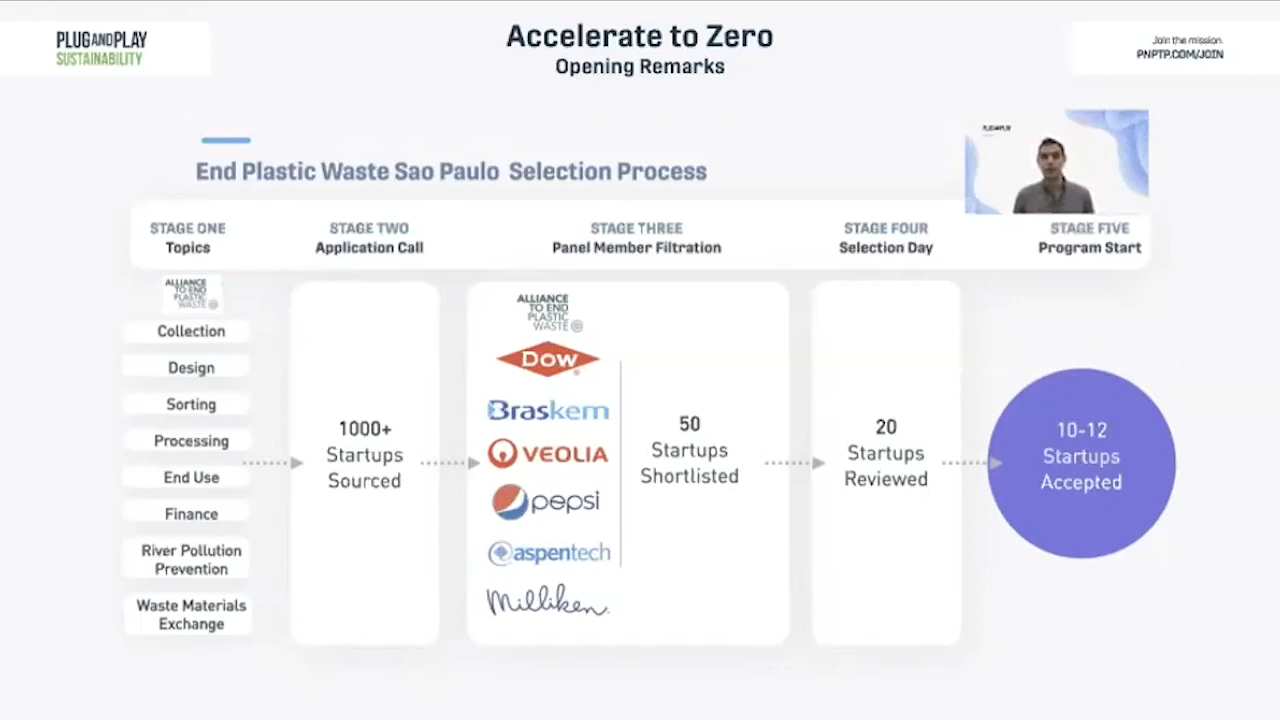 PLUG AND PLAY
SUSTAINABILITY
Accelerate to Zero
Opening Remarks
Join the mission.
PNPTP.COM/JOIN
PLUG AND PLAY
End Plastic Waste Sao Paulo Selection Process
STAGE ONE
Topics
STAGE TWO
Application Call
STAGE THREE
Panel Member Filtration
STAGE FOUR
Selection Day
STAGE FIVE
Program Start
ALLIANCE
TO END
PLASTIC
WASTE
Collection
Design
Sorting
Processing
End Use
Finance
River Pollution
Prevention
Waste Materials
Exchange
1000+
Startups
Sourced
ALLIANCE
TO END
PLASTIC
WASTE
DOW
Braskem
VEOLIA
pepsi
aspentech
Milliken.
50
Startups
Shortlisted
20
Startups
Reviewed
10-12
Startups
Accepted